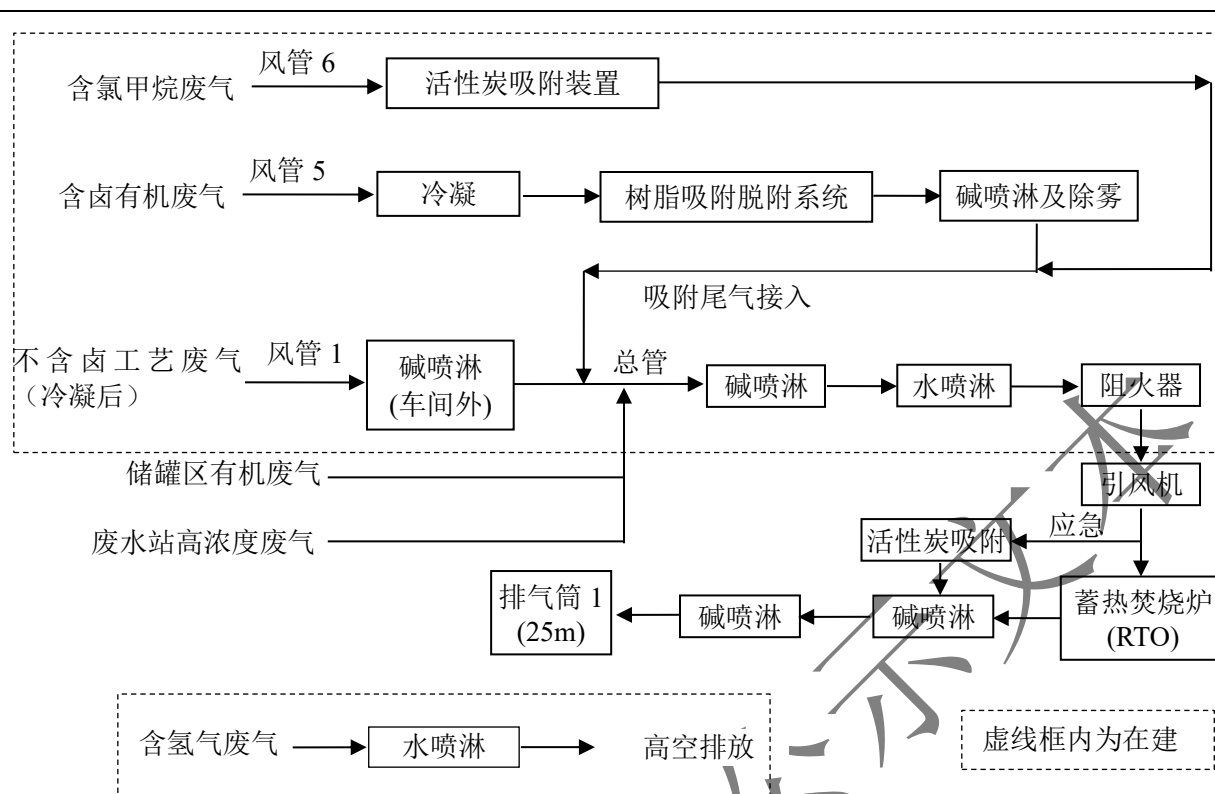 风管 6
含氯甲烷废气
活性炭吸附装置
风管 5
含卤有机废气
冷凝
树脂吸附脱附系统
碱喷淋及除雾
吸附尾气接入
不含卤工艺废气
（冷凝后）
风管 1
碱喷淋
(车间外)
总管
碱喷淋
水喷淋
阻火器
储罐区有机废气
引风机
废水站高浓度废气
应急
活性炭吸附
排气筒 1
(25m)
碱喷淋
碱喷淋
蓄热焚烧炉
(RTO)
含氢气废气
水喷淋
高空排放
虚线框内为在建